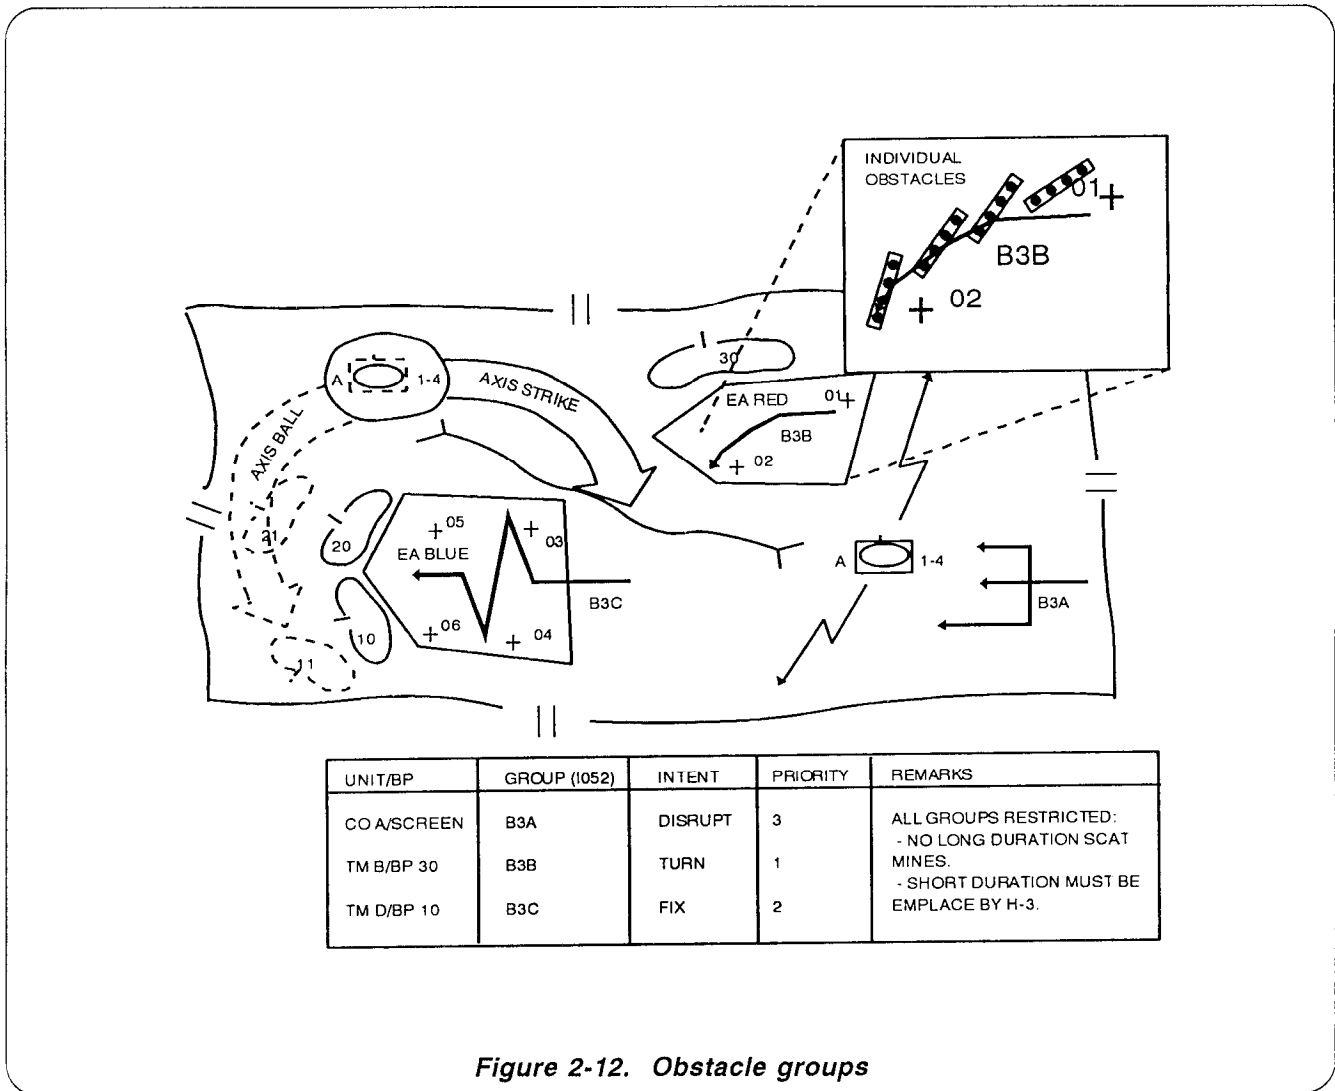 INDIVIDUAL
OBSTACLES
01
B3B
02
30
A 1-4
AXIS STRIKE
EA RED 01
B3B
02
AXIS BALL
21
20
05
03
EA BLUE
A 1-4
B3C
B3A
06
04
10
11
UNIT/BP GROUP (1052) INTENT PRIORITY REMARKS
CO A/SCREEN B3A DISRUPT 3 ALL GROUPS RESTRICTED:
- NO LONG DURATION SCAT
TM B/BP 30 B3B TURN 1 MINES.
- SHORT DURATION MUST BE
TM D/BP 10 B3C FIX 2 EMPLACE BY H-3.
Figure 2-12. Obstacle groups